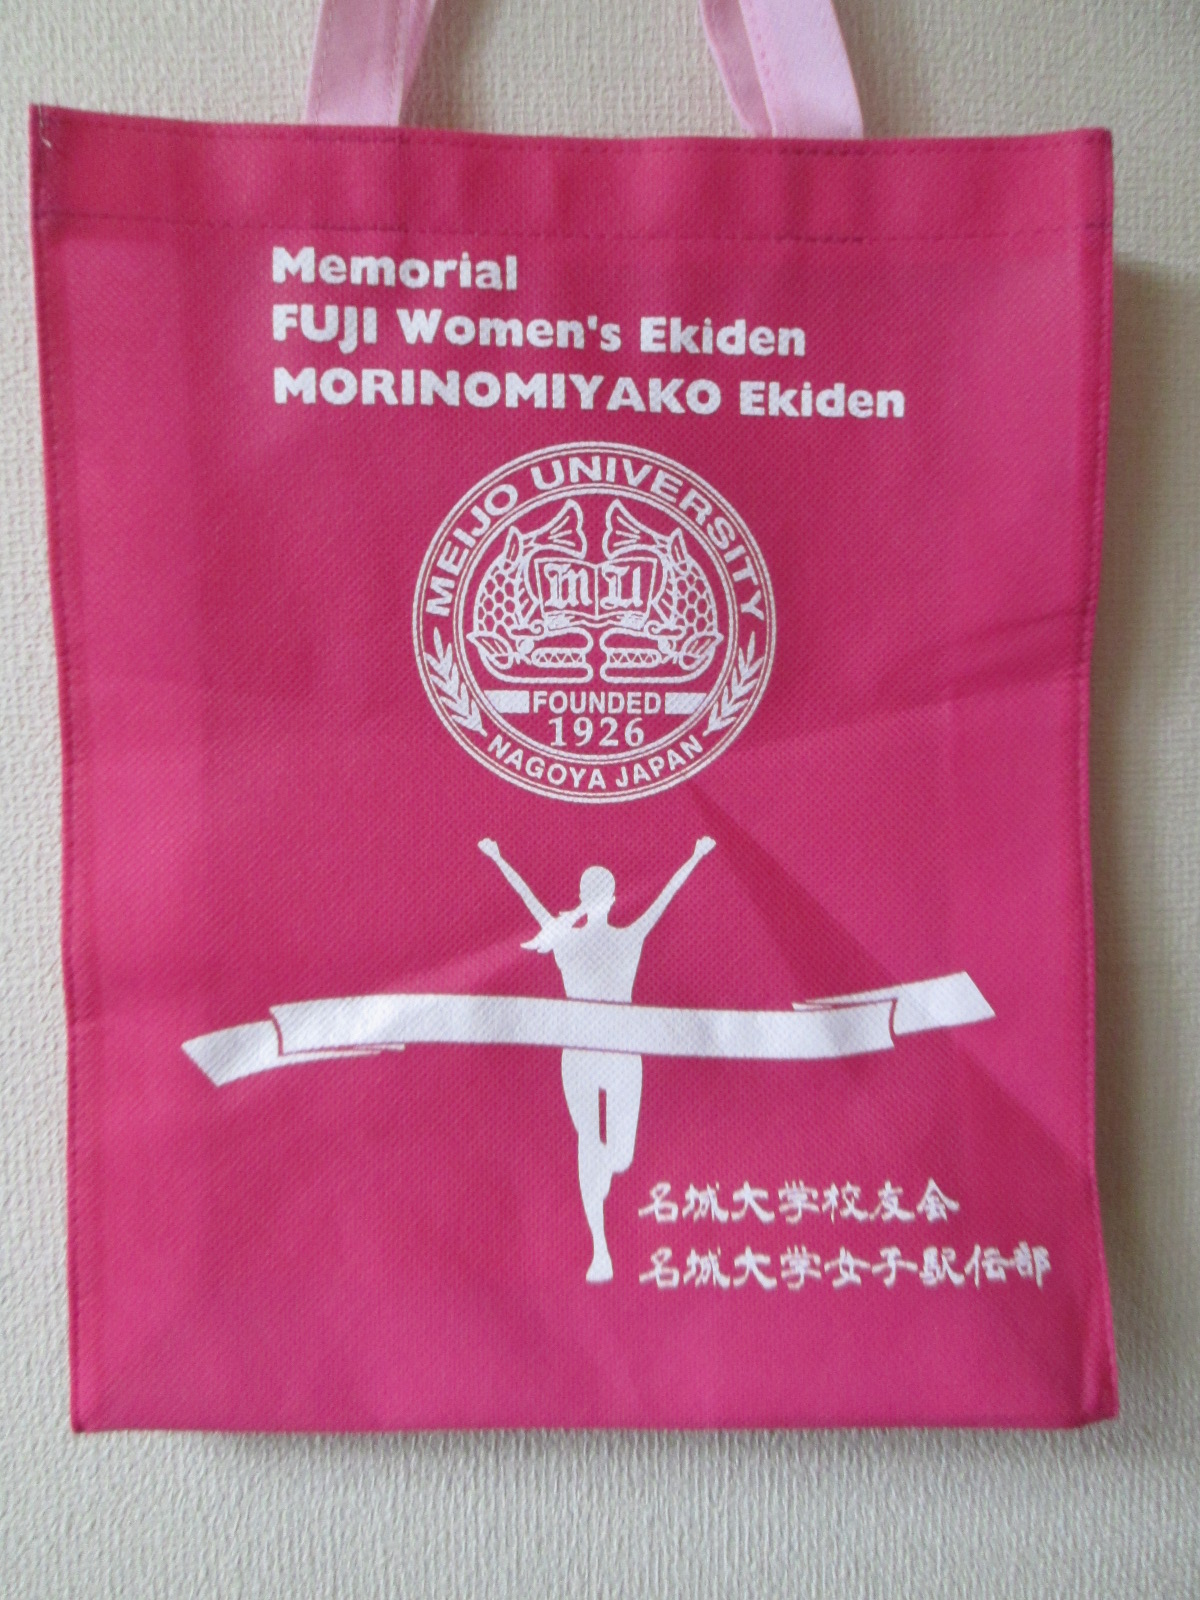 Memorial
FUJI Women's Ekiden
MORINOMIYAKO Ekiden
MEIJO UNIVERSITY
MU
FOUNDED
1926
NAGOYA JAPAN
名城大学校友会
名城大学女子駅伝部